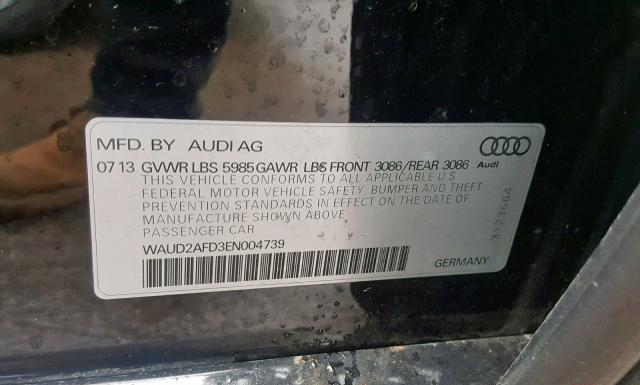 MFD. BY AUDI AG
07 13 GVWR LBS 5985 GAWR LBS FRONT 3086/REAR 3086
Audi
THIS VEHICLE CONFORMS TO ALL APPLICABLE U S
FEDERAL MOTOR VEHICLE SAFETY, BUMPER AND THEFT
PREVENTION STANDARDS IN EFFECT ON THE DATE OF
MANUFACTURE SHOWN ABOVE
PASSENGER CAR
WAUD2AFD3EN004739
GERMANY
3123664